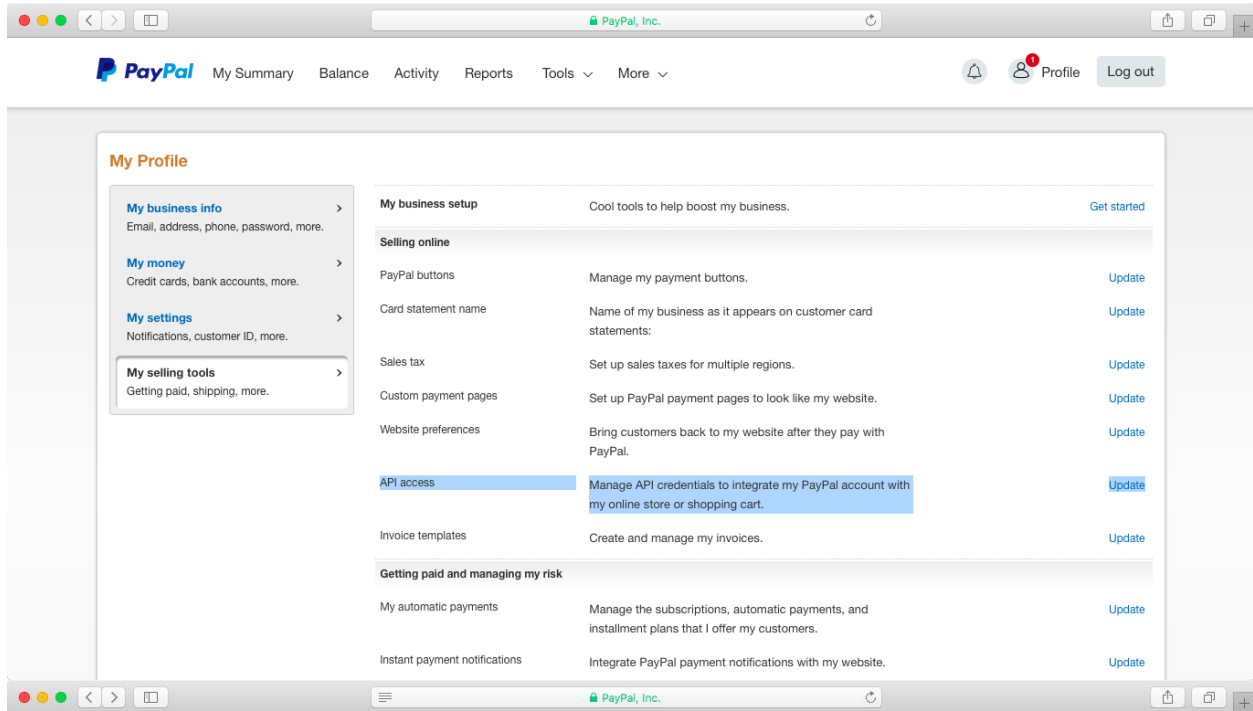 PayPal, Inc.
PayPal My Summary Balance Activity Reports Tools More 1 Profile Log out
My Profile
My business info
Email, address, phone, password, more.
My money
Credit cards, bank accounts, more.
My settings
Notifications, customer ID, more.
My selling tools
Getting paid, shipping, more.
My business setup Cool tools to help boost my business. Get started
Selling online
PayPal buttons Manage my payment buttons. Update
Card statement name Name of my business as it appears on customer card Update
statements:
Sales tax Set up sales taxes for multiple regions. Update
Custom payment pages Set up PayPal payment pages to look like my website. Update
Website preferences Bring customers back to my website after they pay with Update
PayPal.
API access Manage API credentials to integrate my PayPal account with Update
my online store or shopping cart.
Invoice templates Create and manage my invoices. Update
Getting paid and managing my risk
My automatic payments Manage the subscriptions, automatic payments, and Update
installment plans that I offer my customers.
Instant payment notifications Integrate PayPal payment notifications with my website. Update
PayPal, Inc.